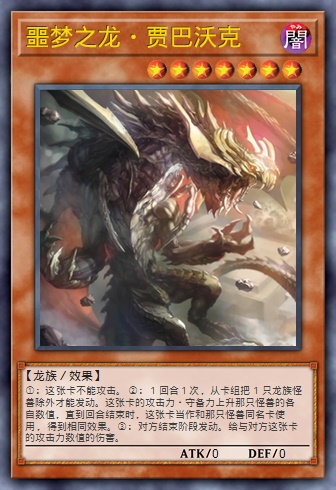 噩梦之龙·贾巴沃克
闇
【龙族／效果】
①：这张卡不能攻击。②：1回合1次，从卡组把1只龙族怪
兽除外才能发动。这张卡的攻击力·守备力上升那只怪兽的各
自数值，直到回合结束时，这张卡当作和那只怪兽同名卡使
用，得到相同效果。③：对方结束阶段发动。给与对方这张卡
的攻击力数值的伤害。
ATK/0 DEF/0